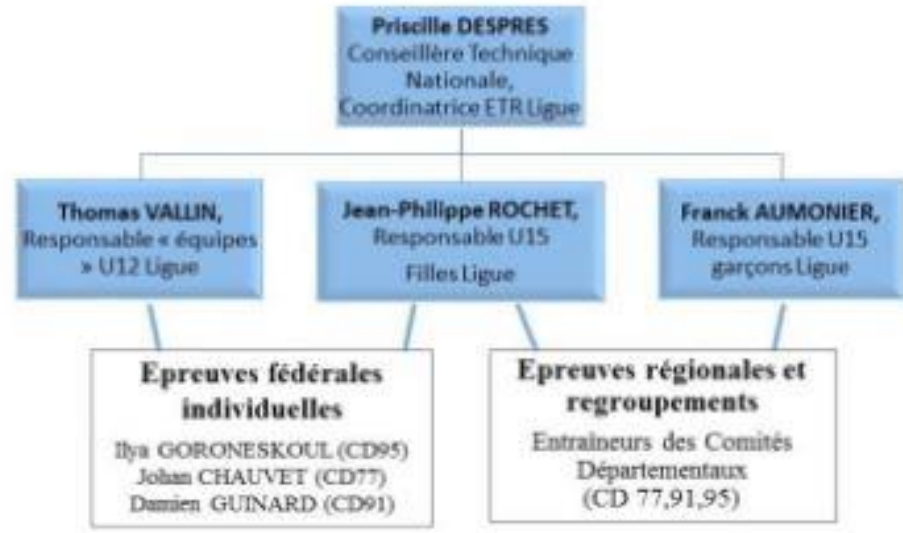 Priscille DESPRES
Conseillère Technique
Nationale,
Coordinatrice ETR Ligue
Thomas VALLIN,
Responsable « équipes
» U12 Ligue
Jean-Philippe ROCHET,
Responsable U15
Filles Ligue
Franck AUMONIER,
Responsable U15
garçons Ligue
Epreuves fédérales
individuelles
Ilya GORONESKOUL (CD95)
Johan CHAUVET (CD77)
Damien GUINARD (CD91)
Epreuves régionales et
regroupements
Entraîneurs des Comités
Départementaux
(CD 77,91,95)